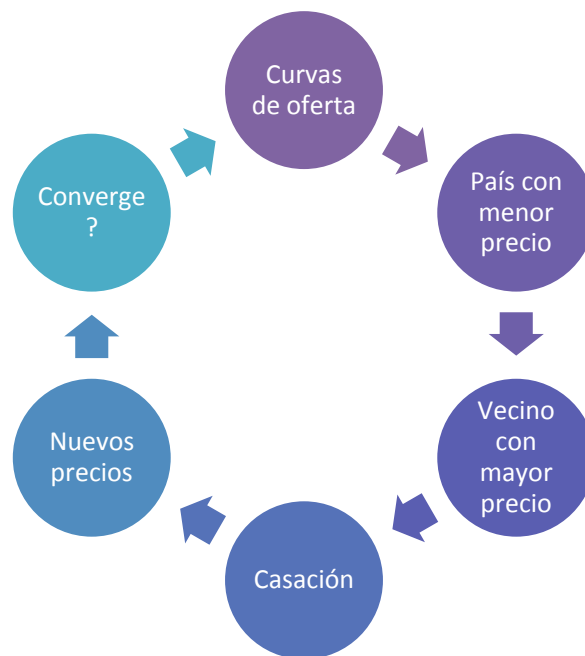 Curvas
de oferta
País con
menor
precio
Vecino
con
mayor
precio
Casación
Nuevos
precios
Converge
?